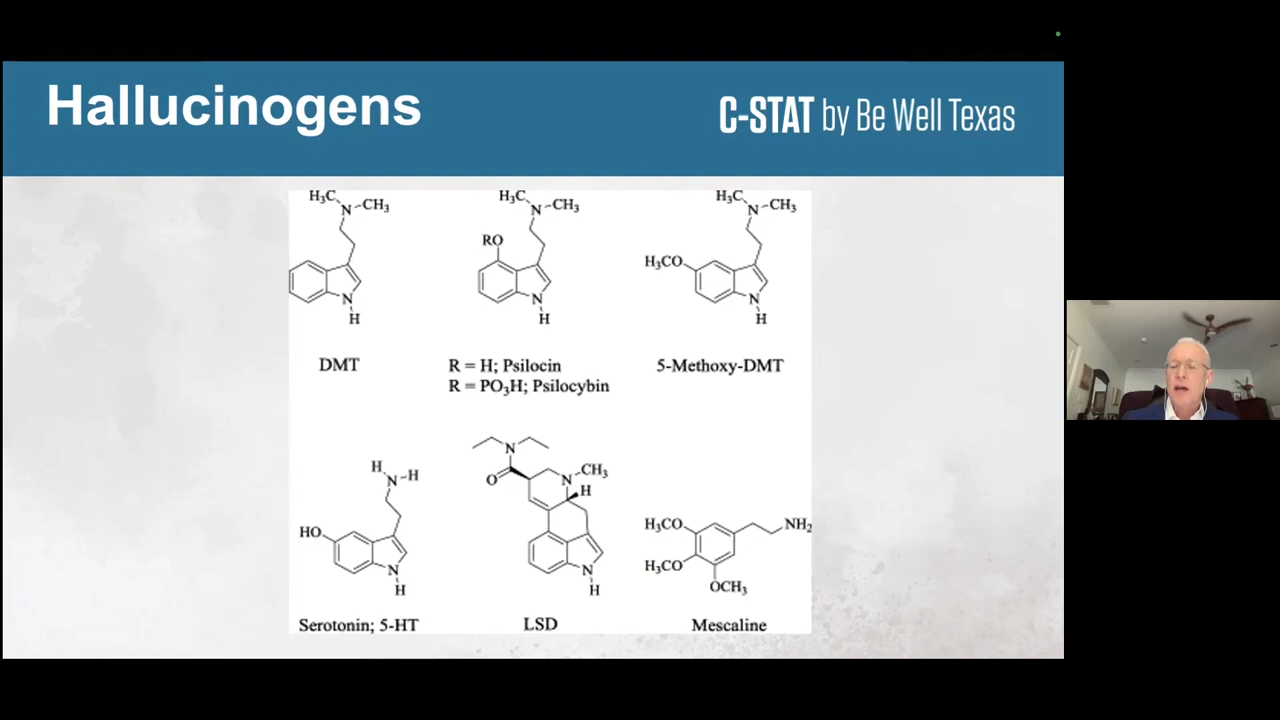 Hallucinogens
C-STAT by Be Well Texas
H₃C N CH₃
N H
DMT
H₃C N CH₃
RO
N H
R = H; Psilocin
R = PO₃H; Psilocybin
H₃C N CH₃
H₃CO
N H
5-Methoxy-DMT
H N H
HO
N H
Serotonin; 5-HT
N
O
N CH₃
H
N H
LSD
H₃CO
NH₂
H₃CO
OCH₃
Mescaline